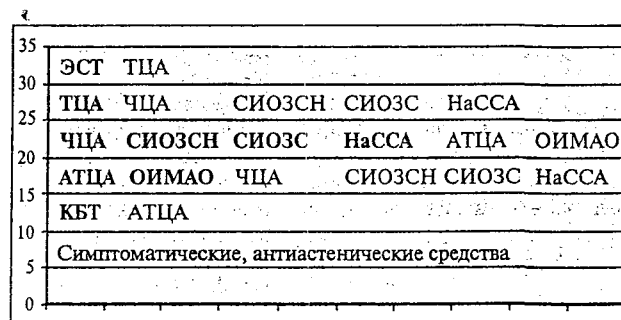 35
ЭСТ ТЦА
30
ТЦА ЧЦА СИОЗСН СИОЗС НаССА
25
ЧЦА СИОЗСН СИОЗС НаССА АТЦА ОИМАО
20
АТЦА ОИМАО ЧЦА СИОЗСН СИОЗС НаССА
15
КБТ АТЦА
10
Симптоматические, антиастенические средства
5
0